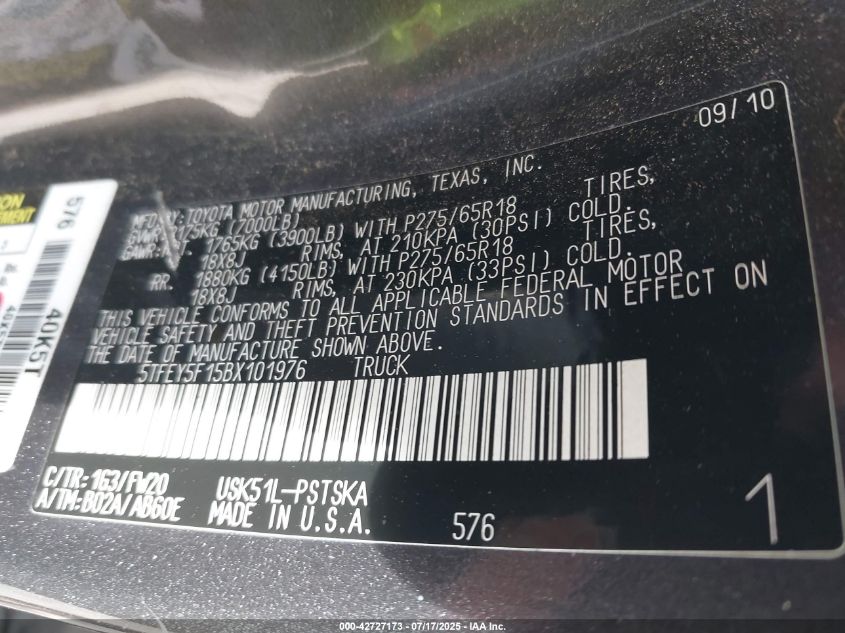 09/10
MFD BY: TOYOTA MOTOR MANUFACTURING, TEXAS, INC.
GVWR 3175KG (7000LB)
GAWR FT. 1765KG (3900LB) WITH P275/65R18 TIRES,
18X8J RIMS, AT 210KPA (30PSI) COLD.
RR. 1880KG (4150LB) WITH P275/65R18 TIRES,
18X8J RIMS, AT 230KPA (33PSI) COLD.
THIS VEHICLE CONFORMS TO ALL APPLICABLE FEDERAL MOTOR
VEHICLE SAFETY AND THEFT PREVENTION STANDARDS IN EFFECT ON
THE DATE OF MANUFACTURE SHOWN ABOVE.
5TFEY5F15BX101976 TRUCK
C/TR: 1G3/FW20 USK51L-PSTSKA
A/TM: B02A/AB60E MADE IN U.S.A.
576
1
576
40K5T
000-42727173 - 07/17/2025 - IAA Inc.